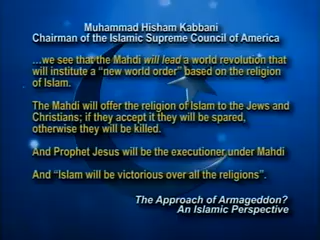 Muhammad Hisham Kabbani
Chairman of the Islamic Supreme Council of America
…we see that the Mahdi will lead a world revolution that
will institute a “new world order” based on the religion
of Islam.
The Mahdi will offer the religion of Islam to the Jews and
Christians; if they accept it they will be spared,
otherwise they will be killed.
And Prophet Jesus will be the executioner under Mahdi
And “Islam will be victorious over all the religions”.
The Approach of Armageddon?
An Islamic Perspective